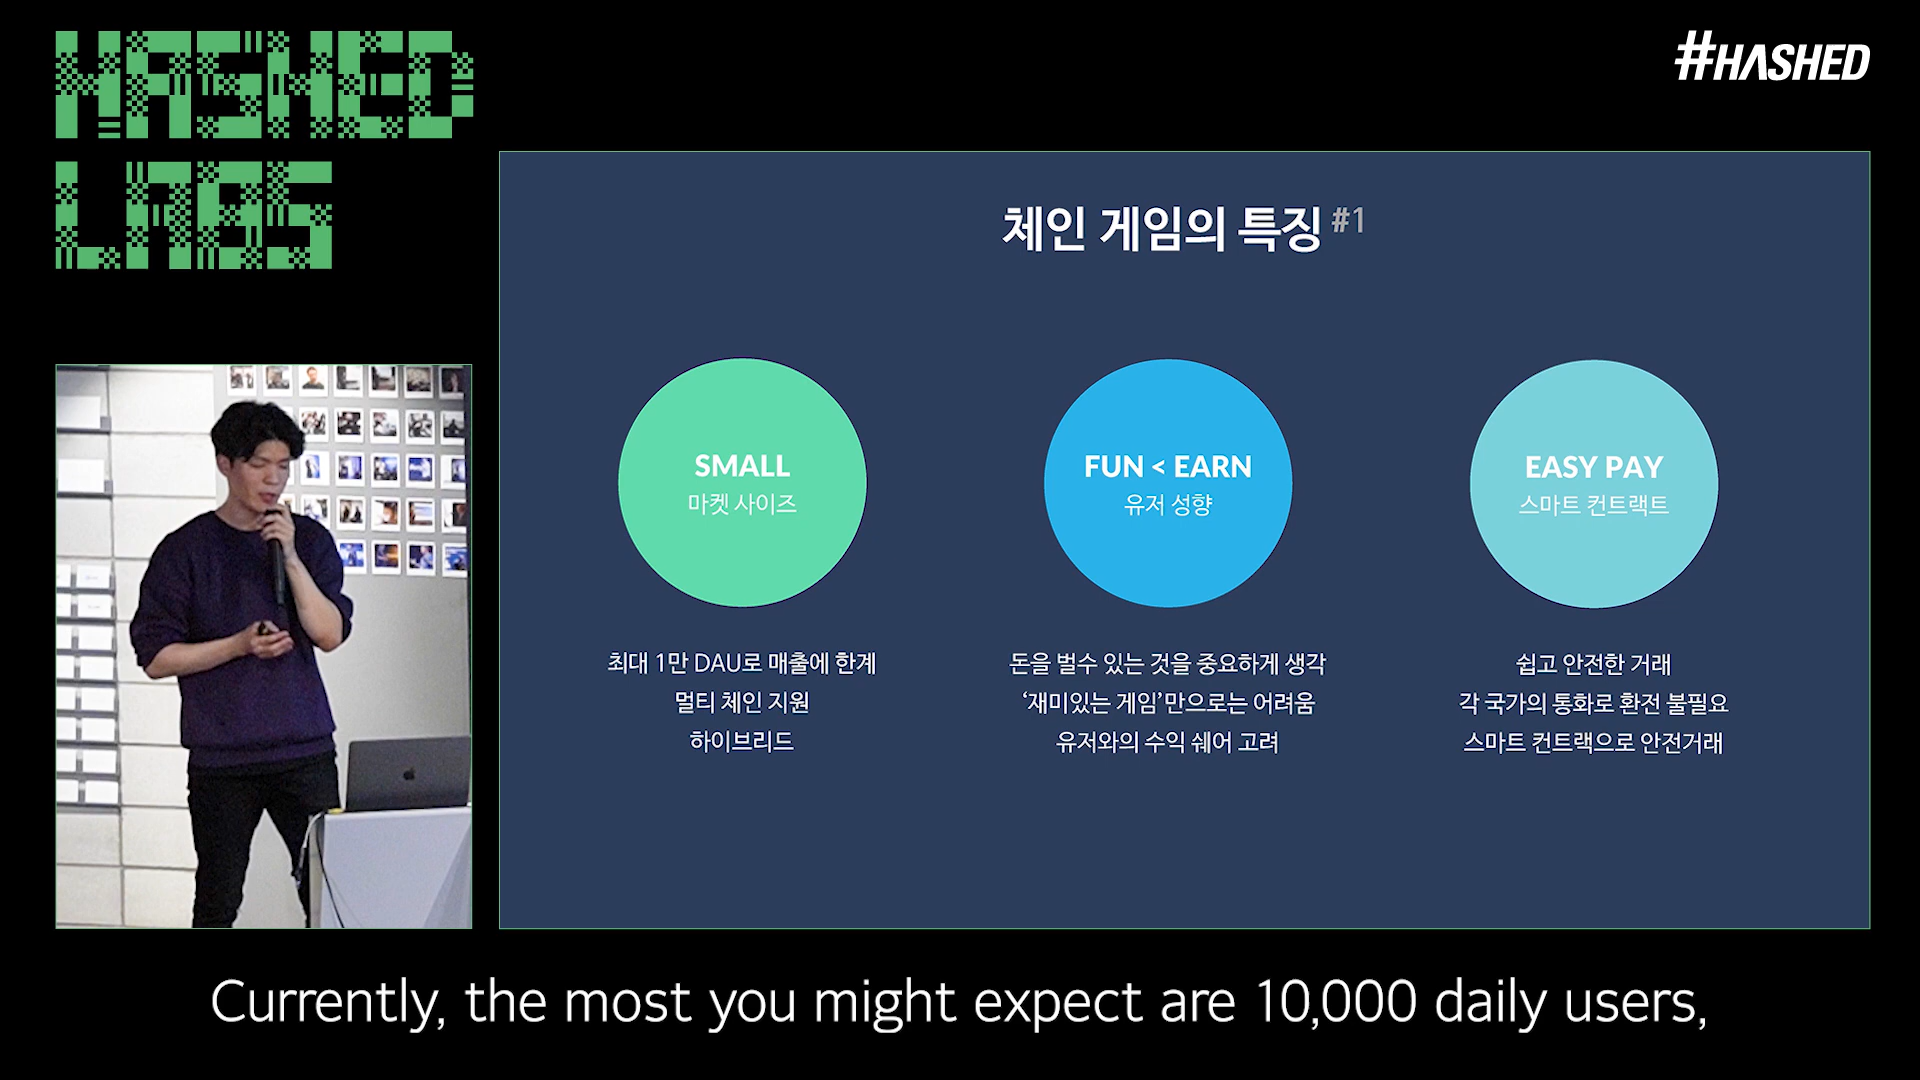 HASHED
LABS
#HASHED
체인 게임의 특징 #1
SMALL
마켓 사이즈
최대 1만 DAU로 매출에 한계
멀티 체인 지원
하이브리드
FUN < EARN
유저 성향
돈을 벌수 있는 것을 중요하게 생각
‘재미있는 게임’만으로는 어려움
유저와의 수익 쉐어 고려
EASY PAY
스마트 컨트랙트
쉽고 안전한 거래
각 국가의 통화로 환전 불필요
스마트 컨트랙으로 안전거래
Currently, the most you might expect are 10,000 daily users,